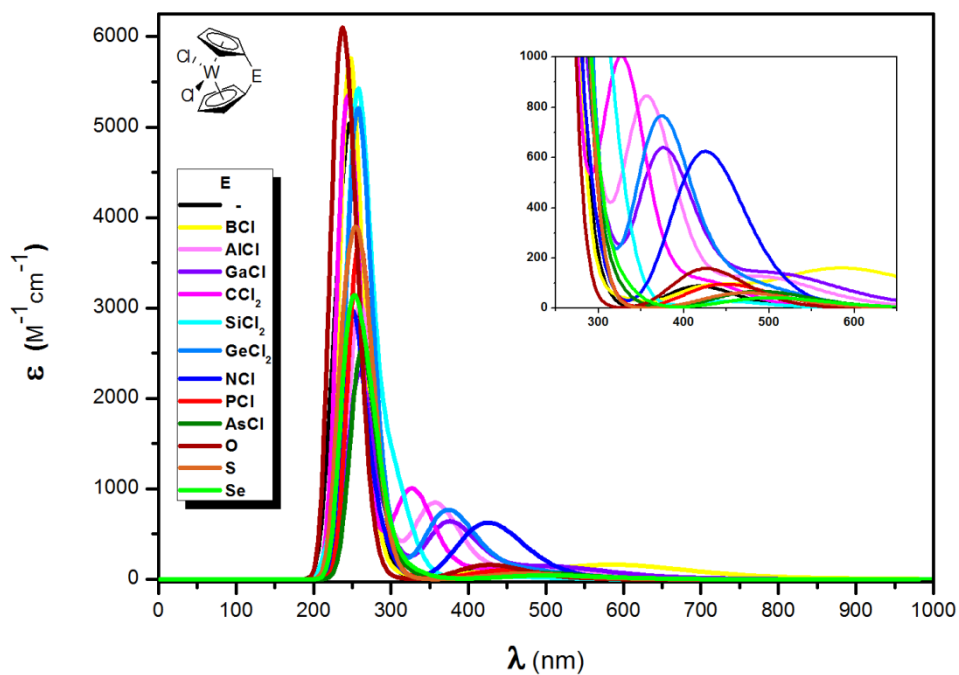 6000
5000
4000
3000
2000
1000
0
ε (M⁻¹cm⁻¹)
Cl
W
E
Cl
E
-
BCl
AlCl
GaCl
CCl₂
SiCl₂
GeCl₂
NCl
PCl
AsCl
O
S
Se
1000
800
600
400
200
0
300 400 500 600
0 100 200 300 400 500 600 700 800 900 1000
λ (nm)